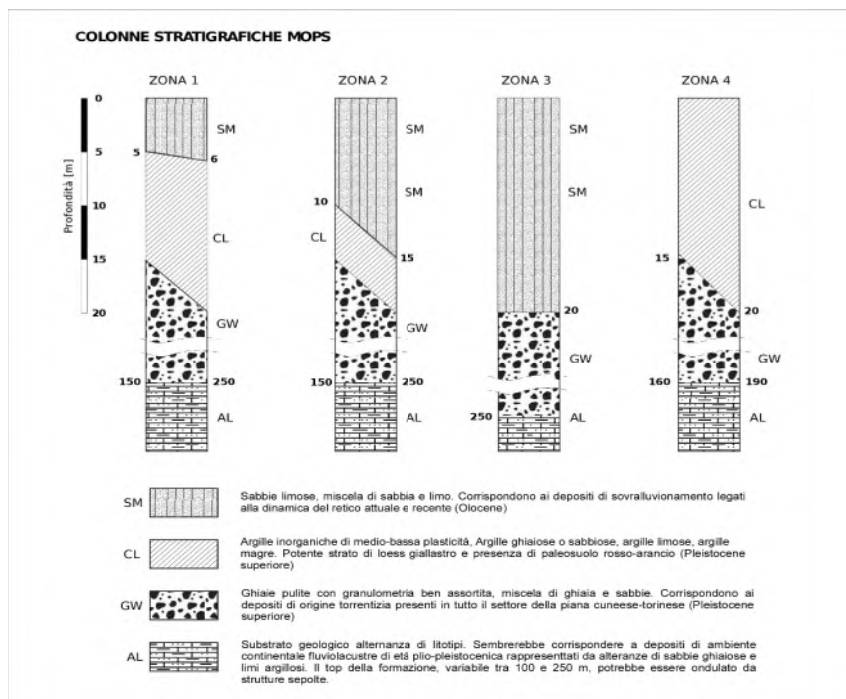 COLONNE STRATIGRAFICHE MOPS
ZONA 1 ZONA 2 ZONA 3 ZONA 4
Profondità [m]
0
5
10
15
20
5
6
SM
CL
GW
150
250
AL
10
15
SM
SM
CL
GW
150
250
AL
SM
SM
20
GW
250
AL
CL
15
20
GW
160
190
AL
SM
Sabbie limose, miscela di sabbia e limo. Corrispondono ai depositi di sovralluvionamento legati
alla dinamica del retico attuale e recente (Olocene)
CL
Argille inorganiche di medio-bassa plasticità, Argille ghiaiose o sabbiose, argille limose, argille
magre. Potente strato di loess giallastro e presenza di paleosuolo rosso-arancio (Pleistocene
superiore)
GW
Ghiaie pulite con granulometria ben assortita, miscela di ghiaia e sabbie. Corrispondono ai
depositi di origine torrentizia presenti in tutto il settore della piana cuneese-torinese (Pleistocene
superiore)
AL
Substrato geologico alternanza di litotipi. Sembrerebbe corrispondere a depositi di ambiente
continentale fluviolacustre di etá plio-pleistocenica rappresenttati da alteranze di sabbie ghiaiose e
limi argillosi. Il top della formazione, variabile tra 100 e 250 m, potrebbe essere ondulato da
strutture sepolte.